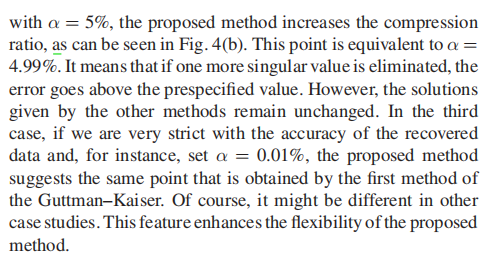 with α = 5%, the proposed method increases the compression
ratio, as can be seen in Fig. 4(b). This point is equivalent to α =
4.99%. It means that if one more singular value is eliminated, the
error goes above the prespecified value. However, the solutions
given by the other methods remain unchanged. In the third
case, if we are very strict with the accuracy of the recovered
data and, for instance, set α = 0.01%, the proposed method
suggests the same point that is obtained by the first method of
the Guttman–Kaiser. Of course, it might be different in other
case studies. This feature enhances the flexibility of the proposed
method.